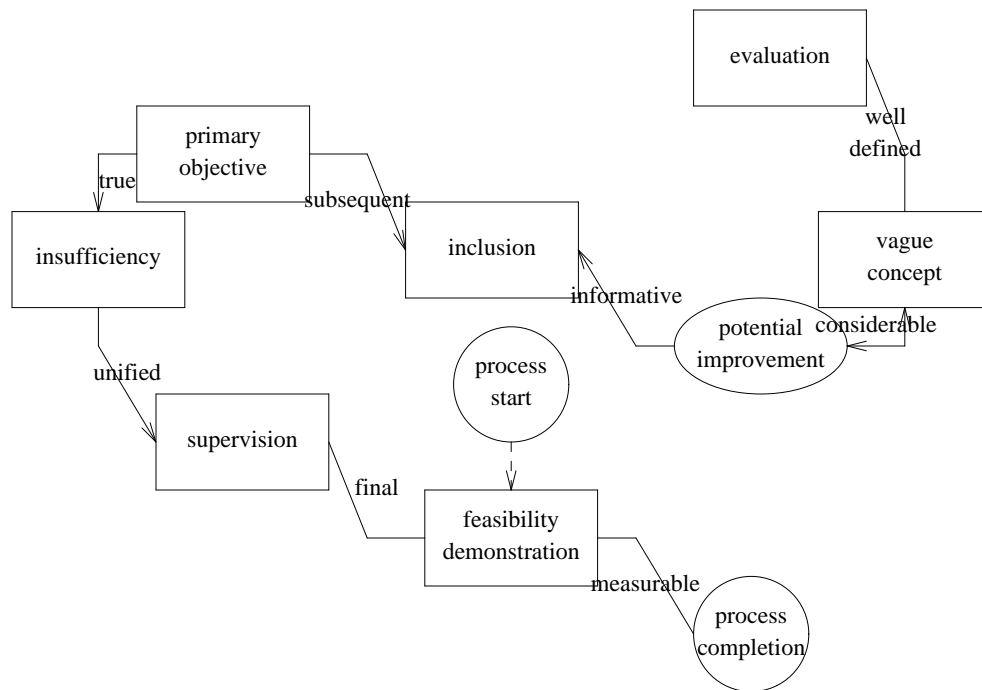 evaluation
well
defined
primary
objective
true
subsequent
insufficiency
inclusion
vague
concept
informative
considerable
potential
improvement
process
start
unified
supervision
final
feasibility
demonstration
measurable
process
completion